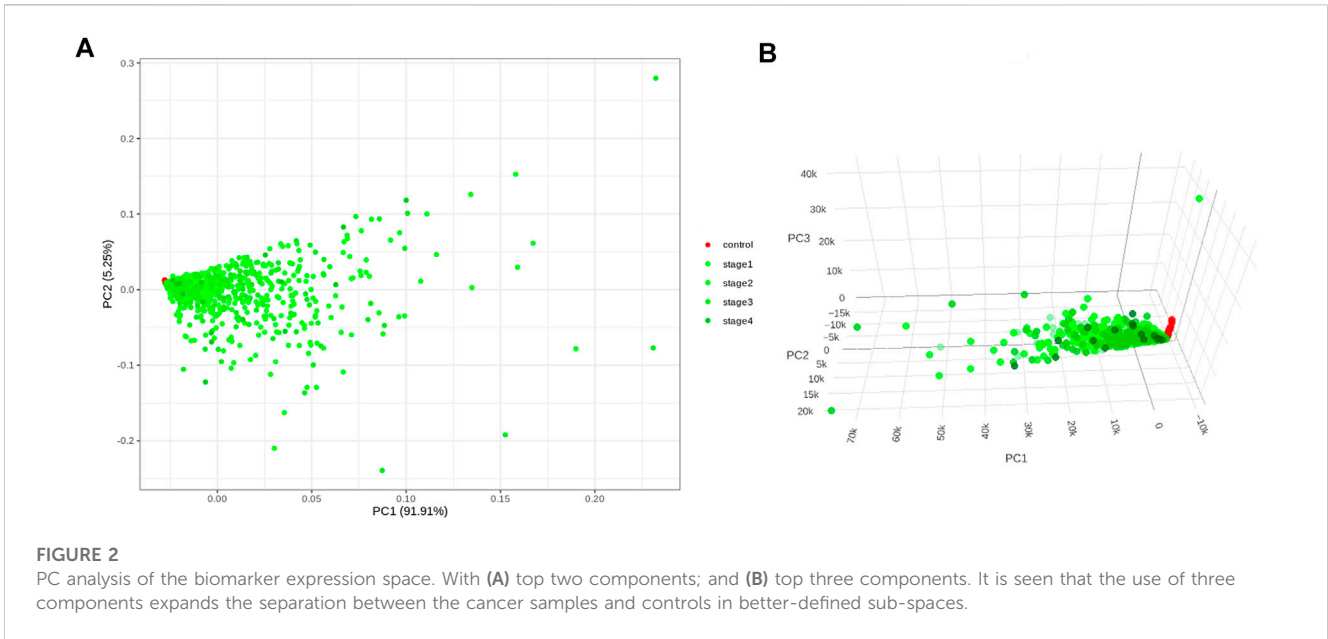 A
B
0.3
0.2
0.1
0.0
-0.1
-0.2
PC2 (5.25%)
0.00
0.05
0.10
0.15
0.20
PC1 (91.91%)
control
stage1
stage2
stage3
stage4
40k
30k
20k
10k
0
PC3
−15k
−10k
−5k
0
5k
10k
15k
20k
PC2
70k
60k
50k
40k
30k
20k
10k
0
−10k
PC1
FIGURE 2
PC analysis of the biomarker expression space. With (A) top two components; and (B) top three components. It is seen that the use of three
components expands the separation between the cancer samples and controls in better-defined sub-spaces.